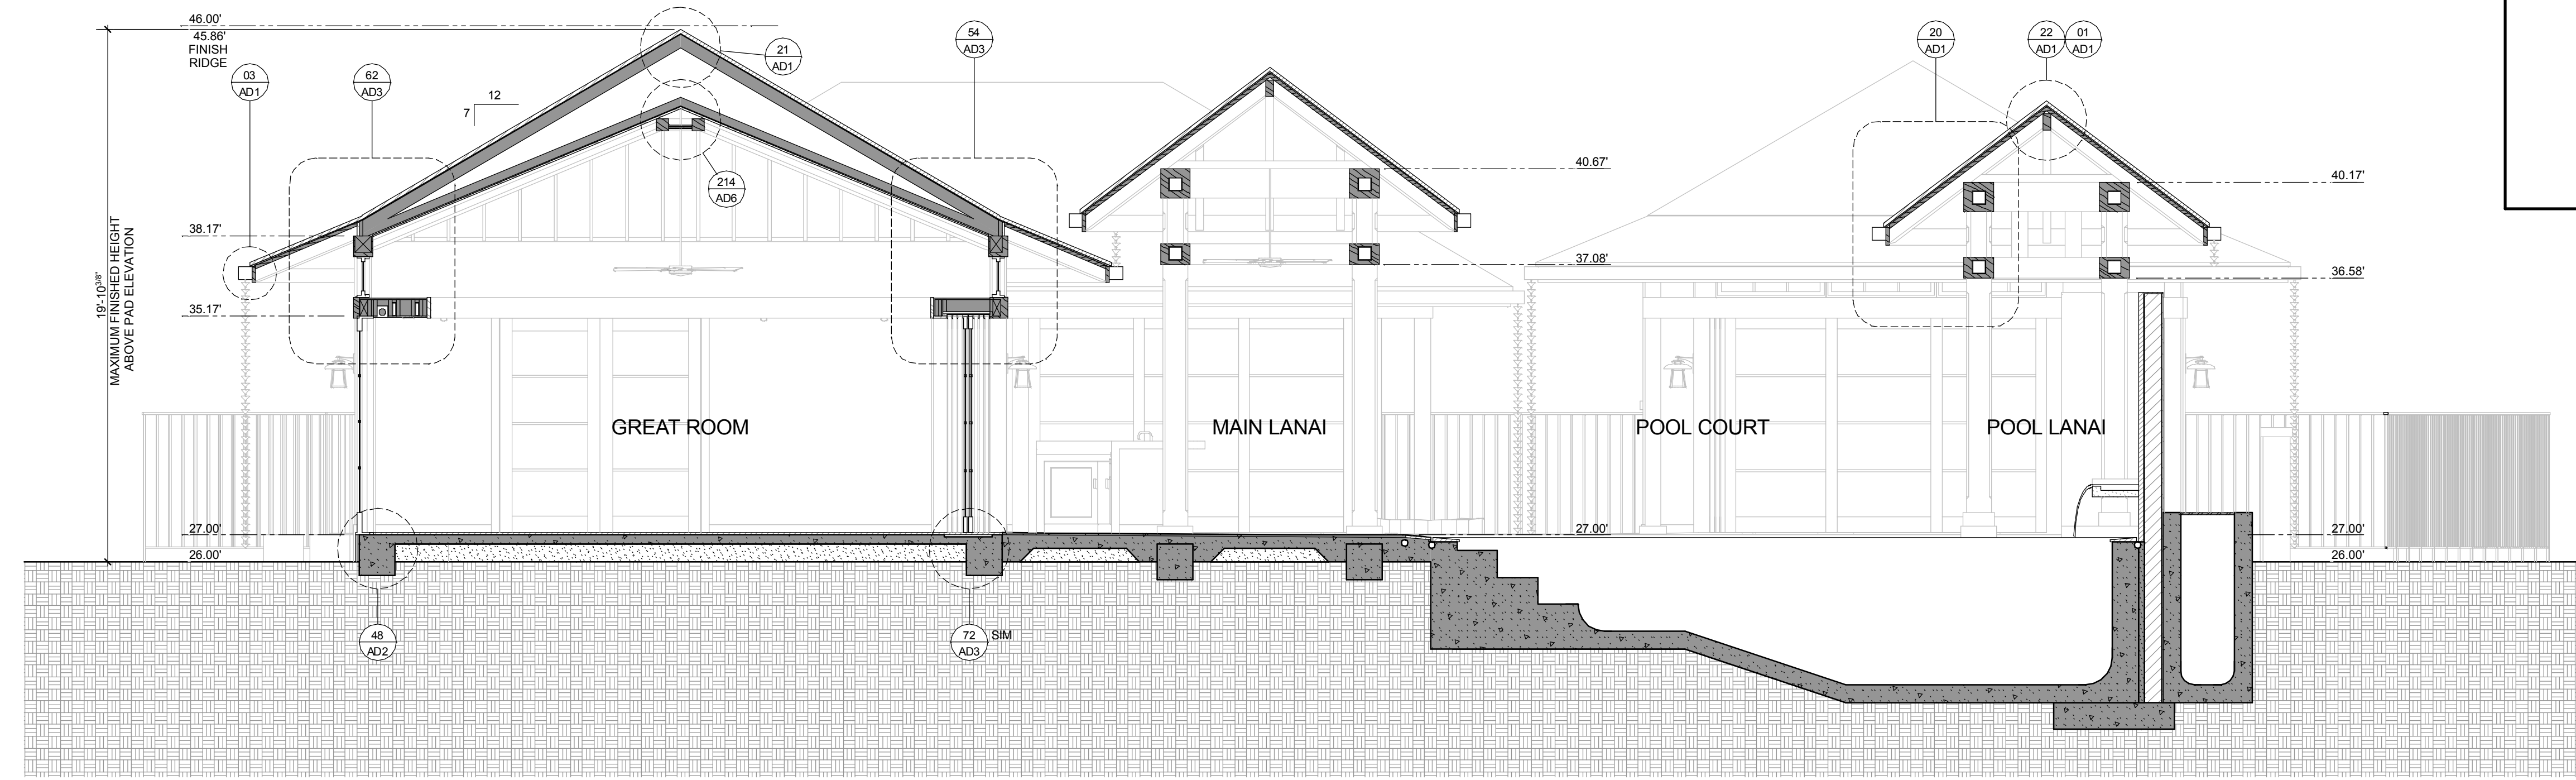 46.00'
45.86'
FINISH
RIDGE
03
AD1
62
AD3
12
7
21
AD1
54
AD3
20
AD1
22
AD1
01
AD1
214
AD6
40.67'
40.17'
38.17'
37.08'
36.58'
35.17'
19'-10 3/8"
MAXIMUM FINISHED HEIGHT
ABOVE PAD ELEVATION
GREAT ROOM
MAIN LANAI
POOL COURT
POOL LANAI
27.00'
27.00'
27.00'
26.00'
26.00'
48
AD2
72
AD3
SIM